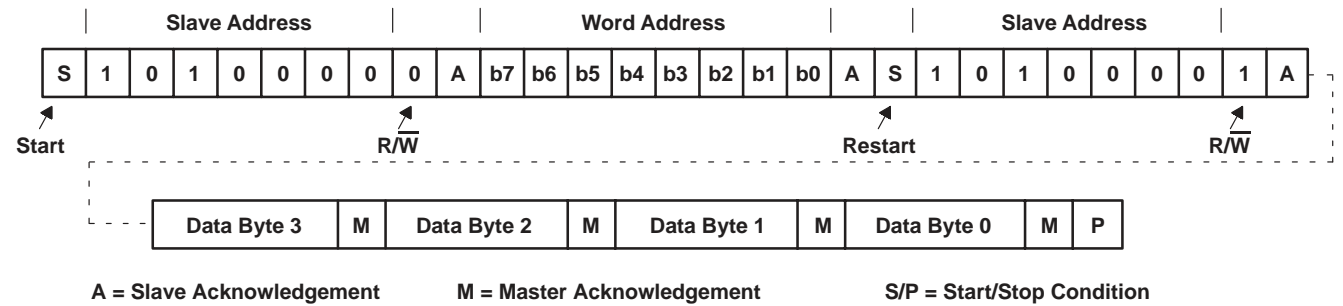 Slave Address Word Address Slave Address
S 1 0 1 0 0 0 0 0 A b7 b6 b5 b4 b3 b2 b1 b0 A S 1 0 1 0 0 0 0 1 A
Start R/W̅ Restart R/W̅
Data Byte 3 M Data Byte 2 M Data Byte 1 M Data Byte 0 M P
A = Slave Acknowledgement M = Master Acknowledgement S/P = Start/Stop Condition